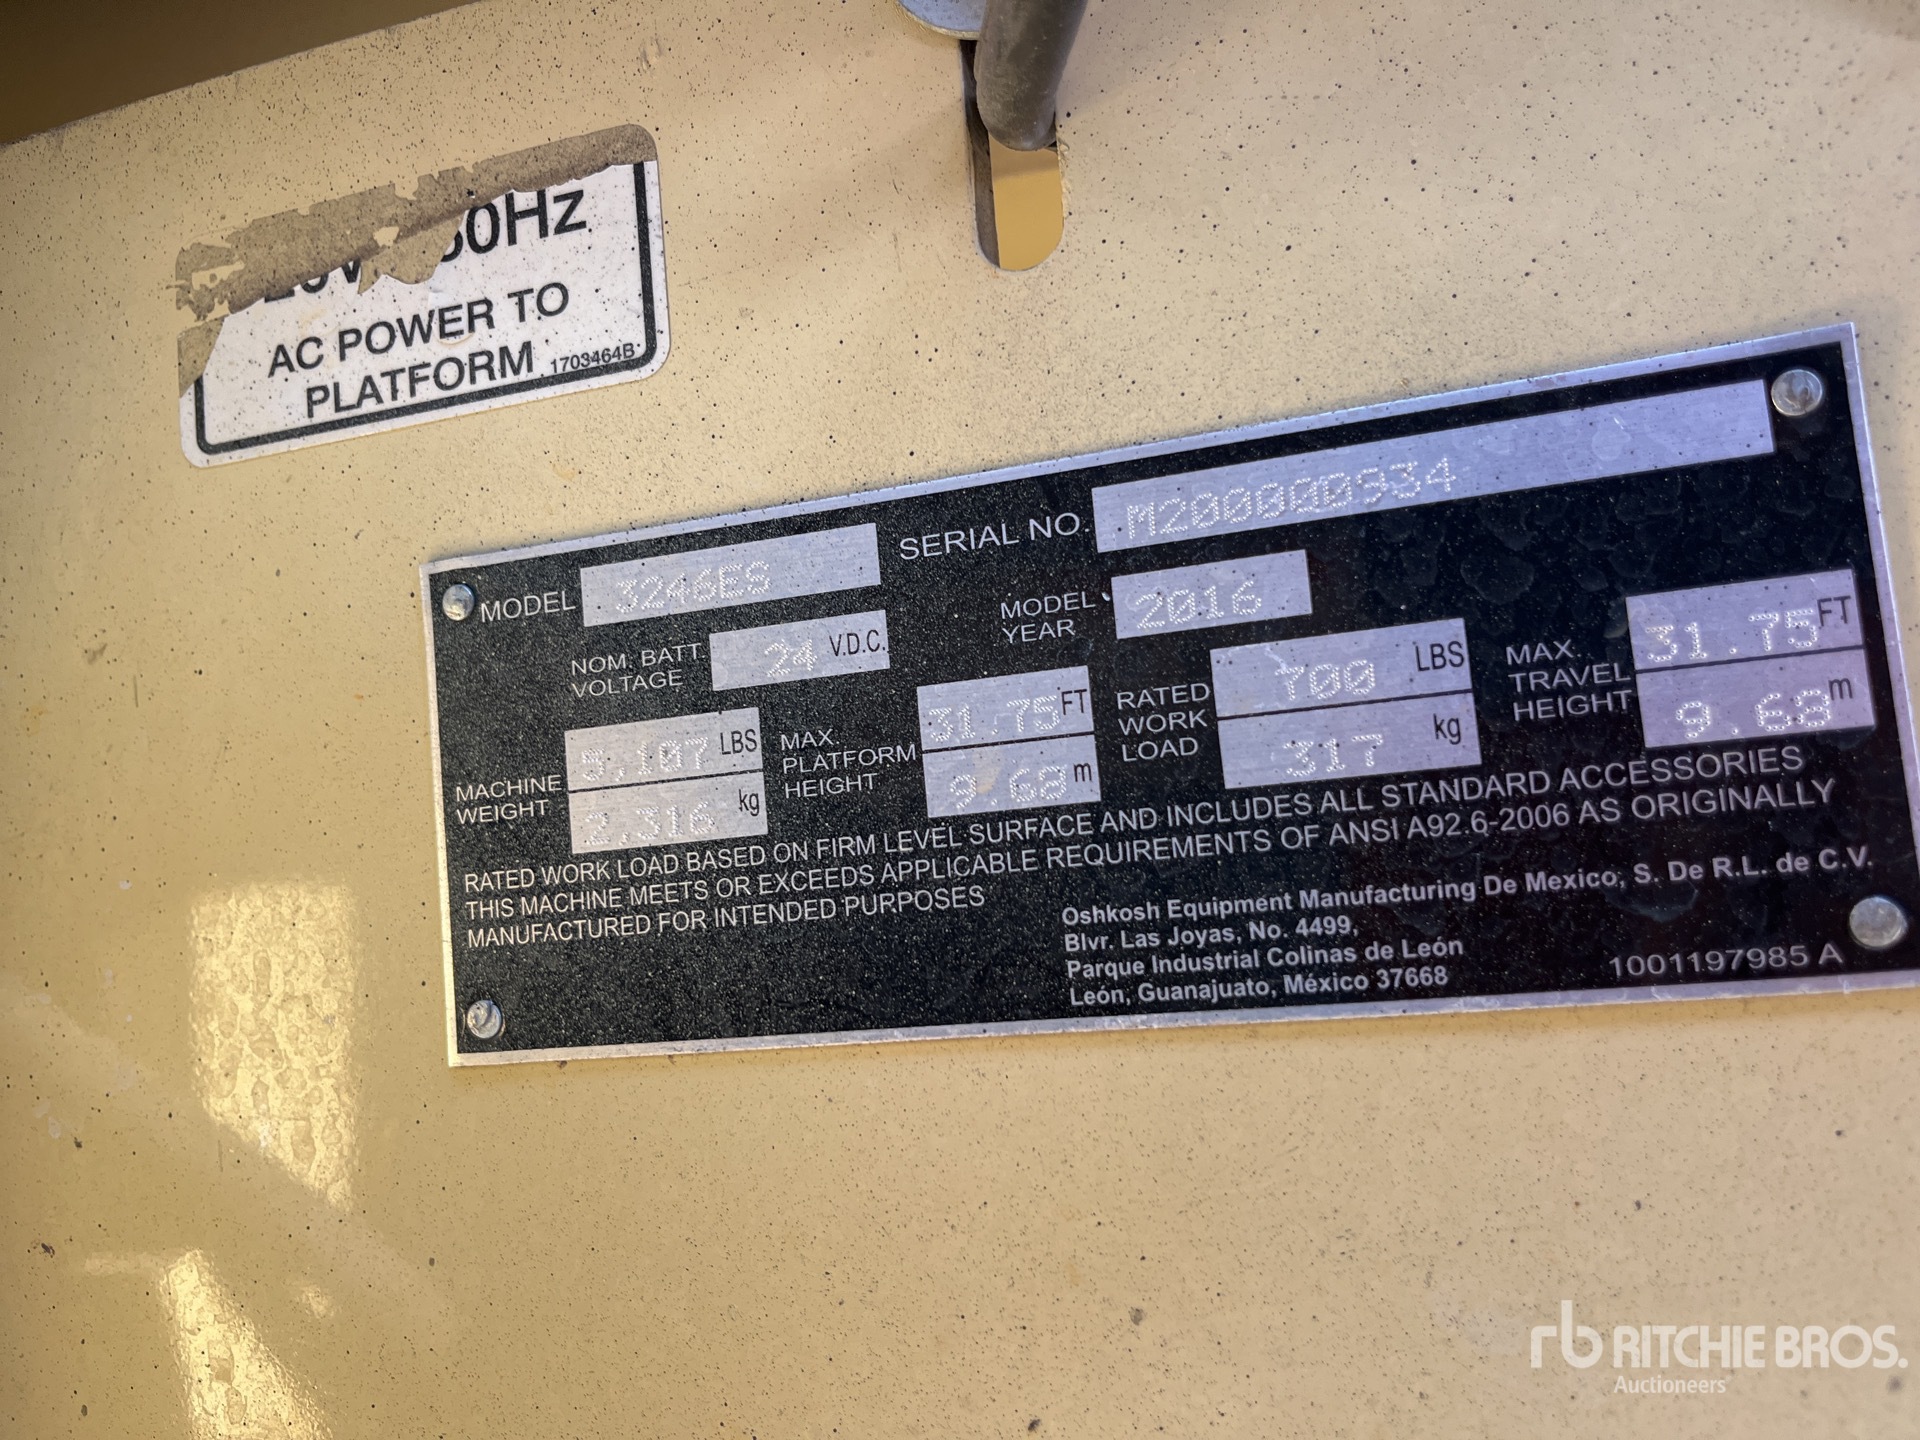 60Hz
AC POWER TO
PLATFORM 1703464B
MODEL 3246ES SERIAL NO.
NOM. BATT. VOLTAGE 24 V.D.C.
MODEL YEAR 2016
MACHINE WEIGHT 5,107 LBS
2,316 kg
MAX. PLATFORM HEIGHT 31.75 FT
9.68 m
RATED WORK LOAD 700 LBS
317 kg
MAX. TRAVEL HEIGHT 31.75 FT
9.68 m
RATED WORK LOAD BASED ON FIRM LEVEL SURFACE AND INCLUDES ALL STANDARD ACCESSORIES
THIS MACHINE MEETS OR EXCEEDS APPLICABLE REQUIREMENTS OF ANSI A92.6-2006 AS ORIGINALLY
MANUFACTURED FOR INTENDED PURPOSES
Oshkosh Equipment Manufacturing De Mexico, S. De R.L. de C.V.
Blvr. Las Joyas, No. 4499,
Parque Industrial Colinas de León
León, Guanajuato, México 37668
1001197985 A
rb RITCHIE BROS.
Auctioneers